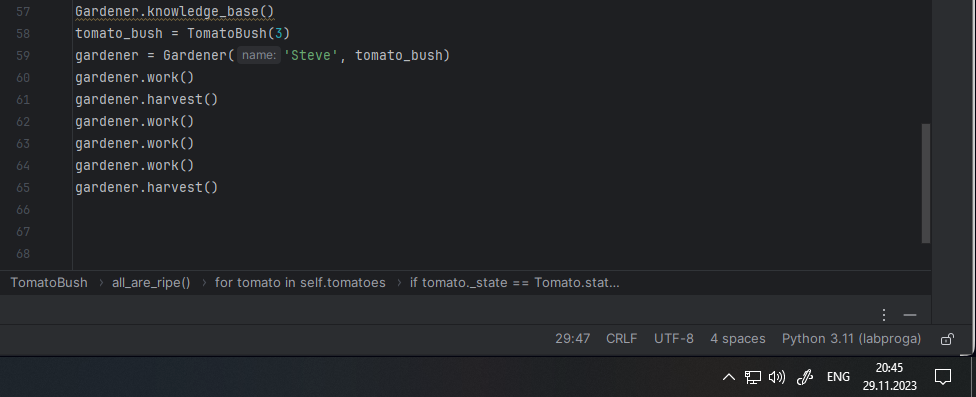 57 Gardener.knowledge_base()
58 tomato_bush = TomatoBush(3)
59 gardener = Gardener( name: 'Steve', tomato_bush)
60 gardener.work()
61 gardener.harvest()
62 gardener.work()
63 gardener.work()
64 gardener.work()
65 gardener.harvest()
66
67
68
TomatoBush › all_are_ripe() › for tomato in self.tomatoes › if tomato._state == Tomato.stat...
29:47 CRLF UTF-8 4 spaces Python 3.11 (labproga)
ENG 20:45
29.11.2023